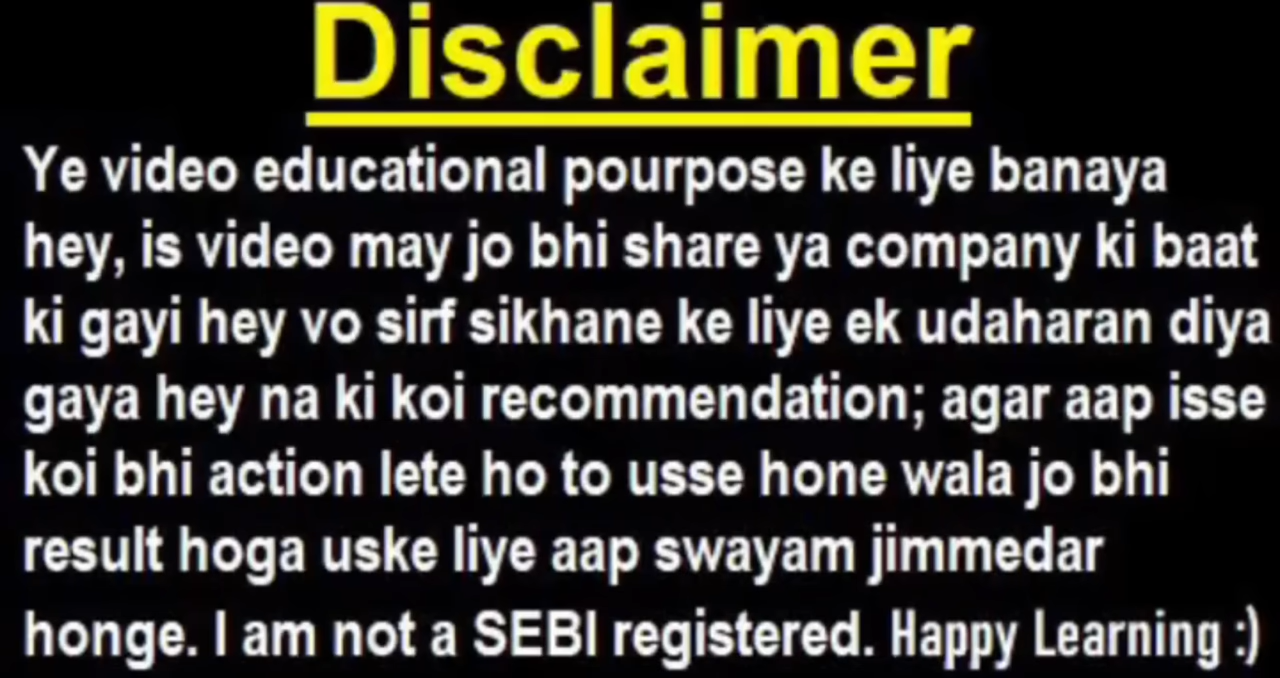 Disclaimer
Ye video educational pourpose ke liye banaya
hey, is video may jo bhi share ya company ki baat
ki gayi hey vo sirf sikhane ke liye ek udaharan diya
gaya hey na ki koi recommendation; agar aap isse
koi bhi action lete ho to usse hone wala jo bhi
result hoga uske liye aap swayam jimmedar
honge. I am not a SEBI registered. Happy Learning :)